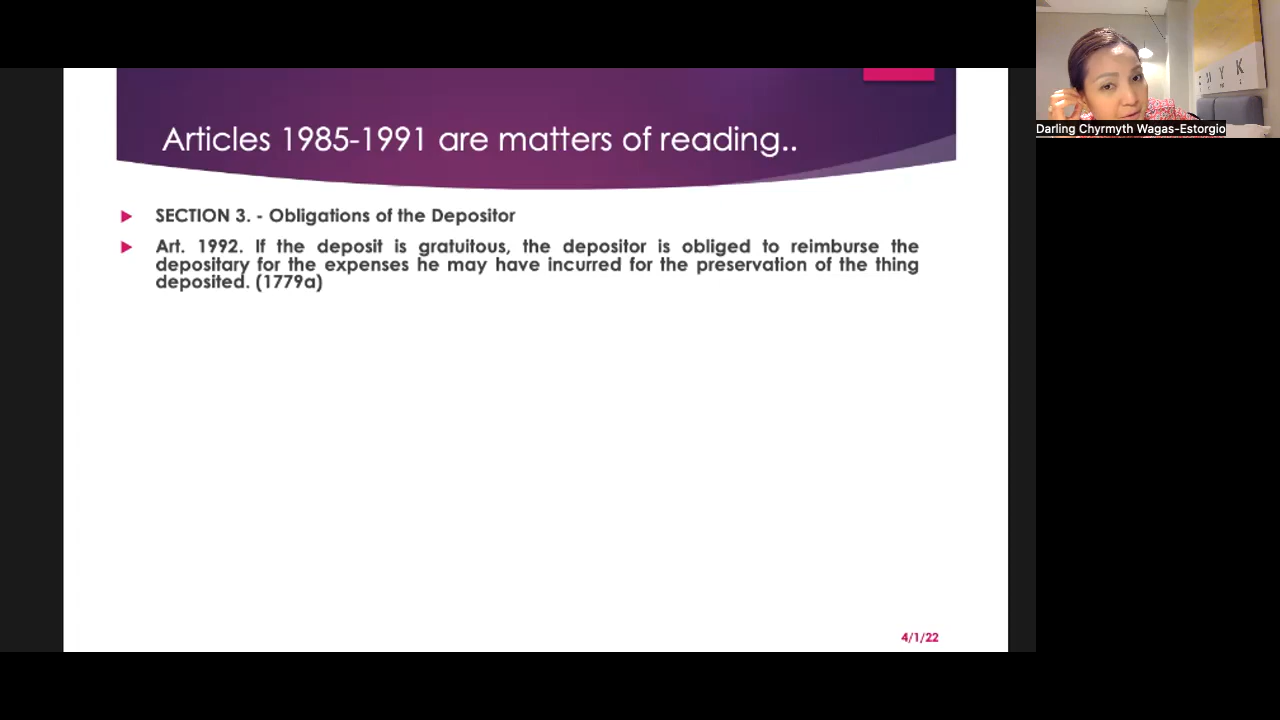 Articles 1985-1991 are matters of reading..
SECTION 3. - Obligations of the Depositor
Art. 1992. If the deposit is gratuitous, the depositor is obliged to reimburse the
depositary for the expenses he may have incurred for the preservation of the thing
deposited. (1779a)
4/1/22
Darling Chyrmyth Wagas-Estorgio